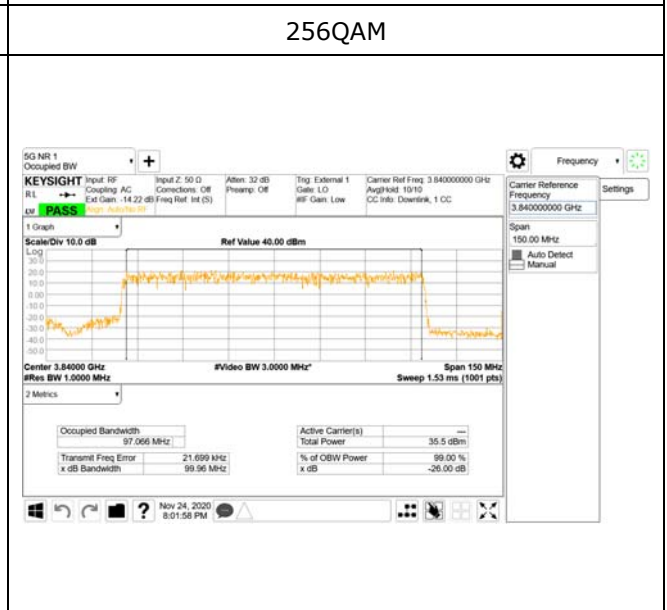 256QAM
5G NR 1
Occupied BW
+
Frequency
KEYSIGHT
Input: RF
Coupling: AC
Ext Gain: -14.22 dB
Align: Auto/No RF
Input Z: 50 Ω
Corrections: Off
Freq Ref: Int (S)
Atten: 32 dB
Preamp: Off
Trig: External 1
Gate: LO
#IF Gain: Low
Carrier Ref Freq: 3.840000000 GHz
Avg|Hold: 10/10
CC Info: Downlink, 1 CC
RL
PASS
Carrier Reference
Frequency
3.840000000 GHz
Settings
Span
150.00 MHz
Auto Detect
Manual
1 Graph
Scale/Div 10.0 dB
Ref Value 40.00 dBm
Log
30.0
20.0
10.0
0.00
-10.0
-20.0
-30.0
-40.0
-50.0
Center 3.84000 GHz
#Video BW 3.0000 MHz*
Span 150 MHz
#Res BW 1.0000 MHz
Sweep 1.53 ms (1001 pts)
2 Metrics
Occupied Bandwidth
97.066 MHz
Active Carrier(s) ---
Total Power 35.5 dBm
Transmit Freq Error 21.699 kHz
% of OBW Power 99.00 %
x dB Bandwidth 99.96 MHz
x dB -26.00 dB
?
Nov 24, 2020
8:01:58 PM